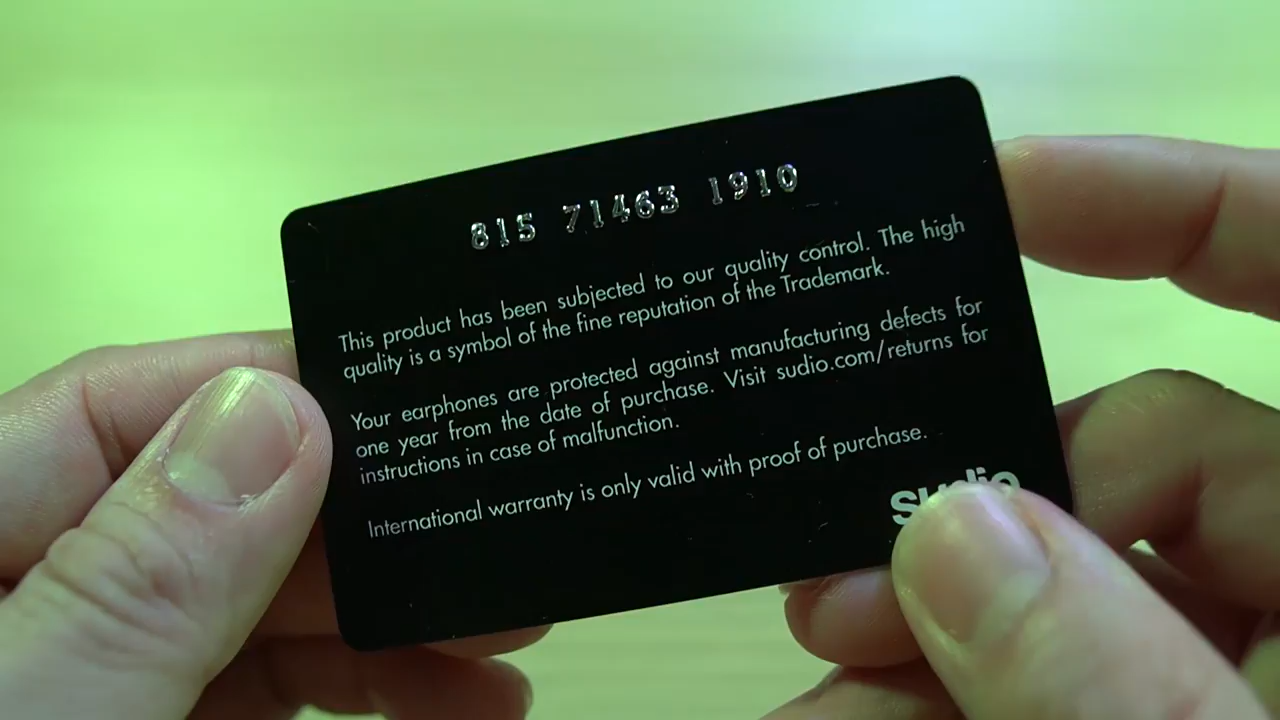 815 71463 1910
This product has been subjected to our quality control. The high
quality is a symbol of the fine reputation of the Trademark.
Your earphones are protected against manufacturing defects for
one year from the date of purchase. Visit sudio.com/returns for
instructions in case of malfunction.
International warranty is only valid with proof of purchase.
sudio